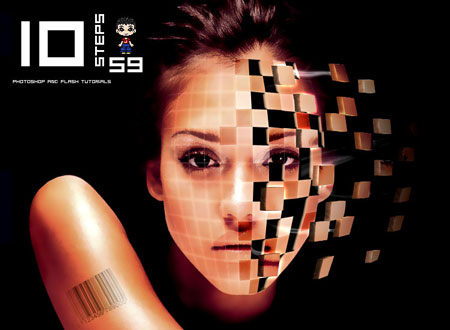 10
STEPS
59
PHOTOSHOP AND FLASH TUTORIALS